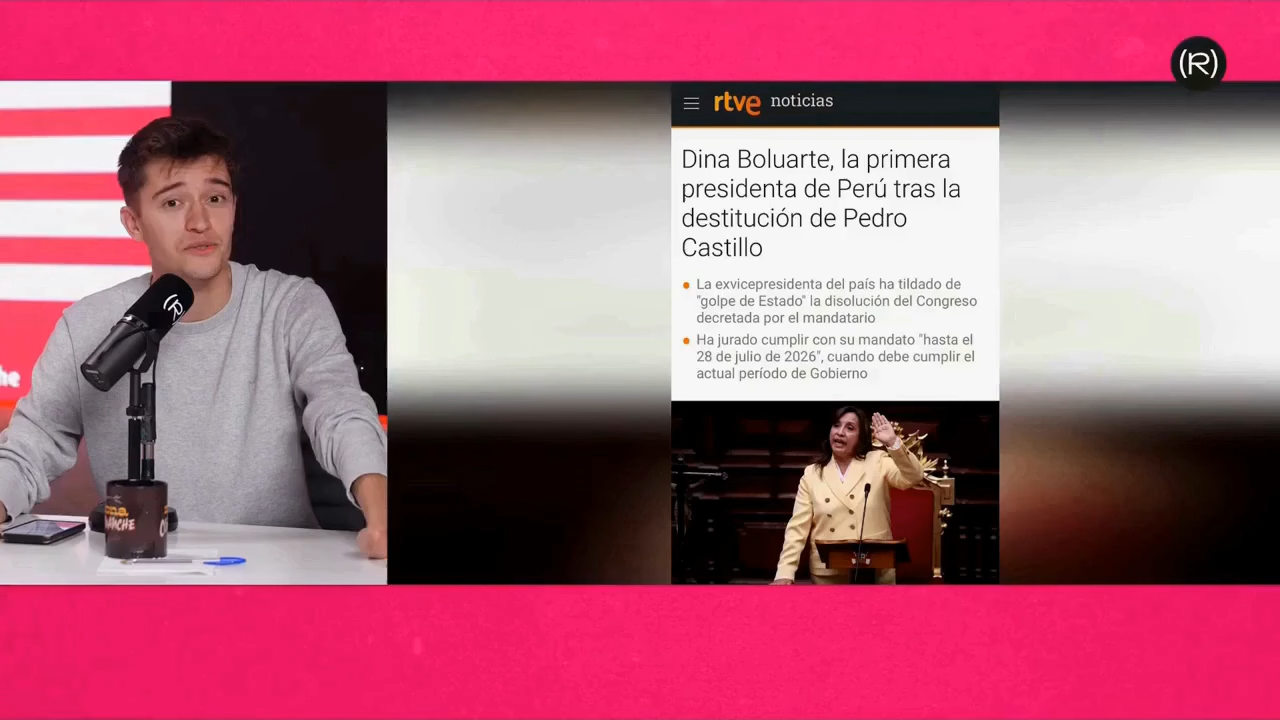 (R)
rtve noticias
Dina Boluarte, la primera
presidenta de Perú tras la
destitución de Pedro
Castillo
La exvicepresidenta del país ha tildado de
"golpe de Estado" la disolución del Congreso
decretada por el mandatario
Ha jurado cumplir con su mandato "hasta el
28 de julio de 2026", cuando debe cumplir el
actual período de Gobierno
he
(R)